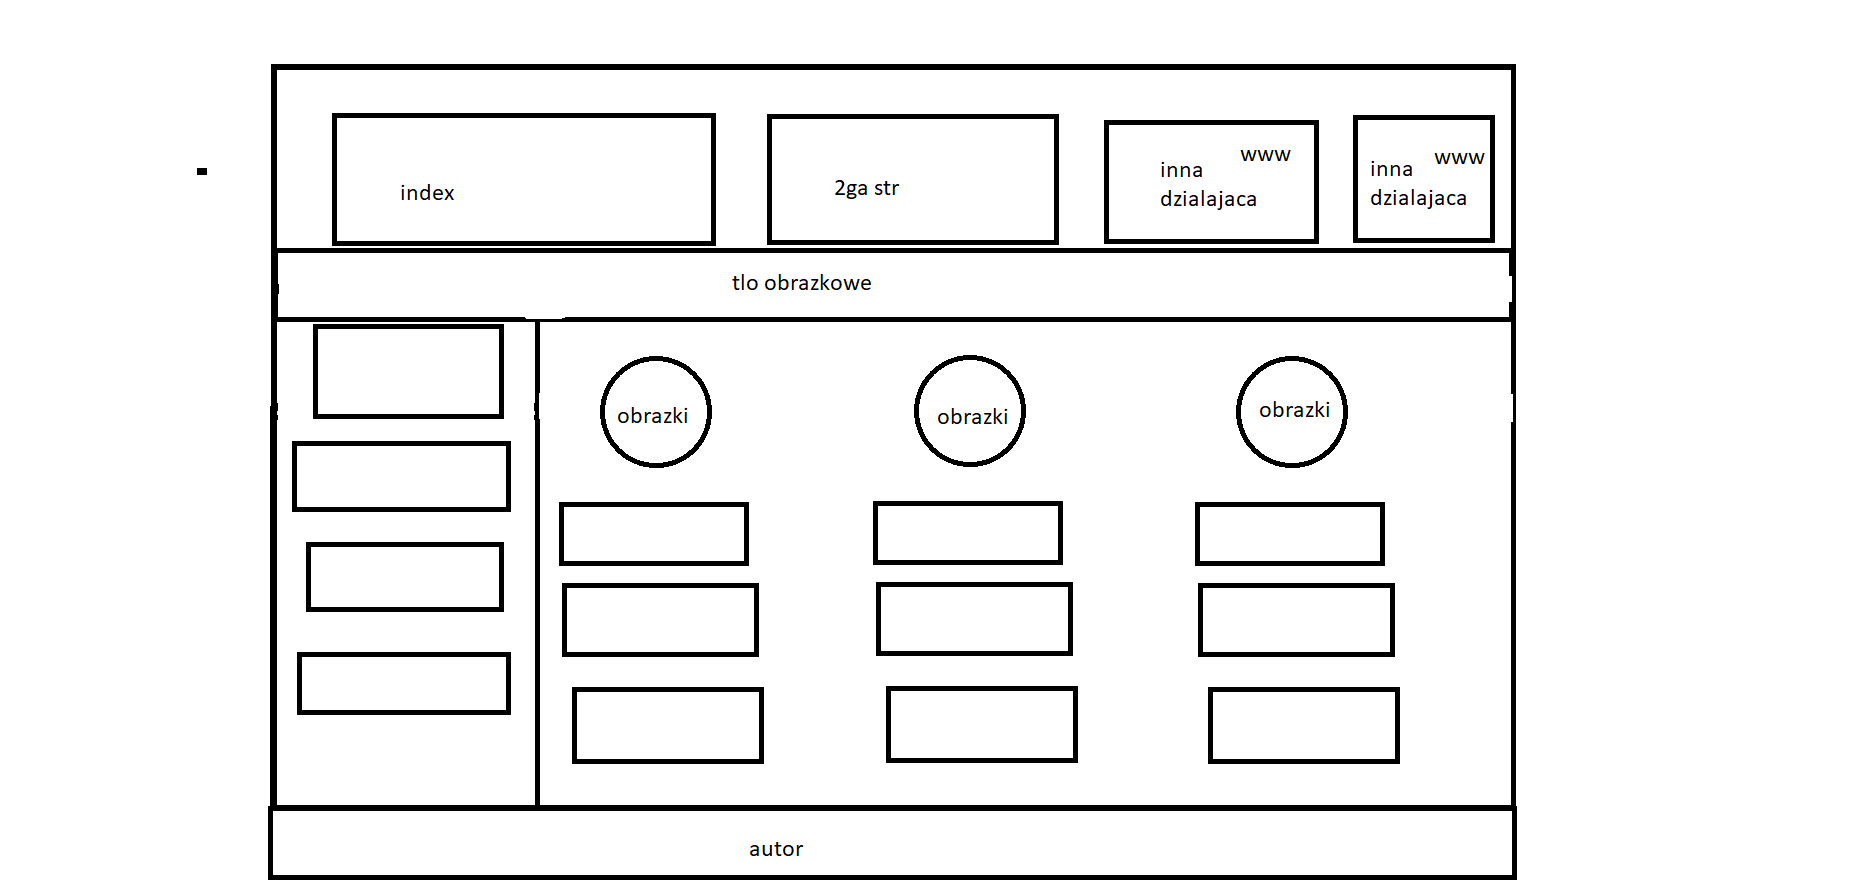 index
2ga str
inna www
dzialajaca
inna www
dzialajaca
tlo obrazkowe
obrazki
obrazki
obrazki
autor